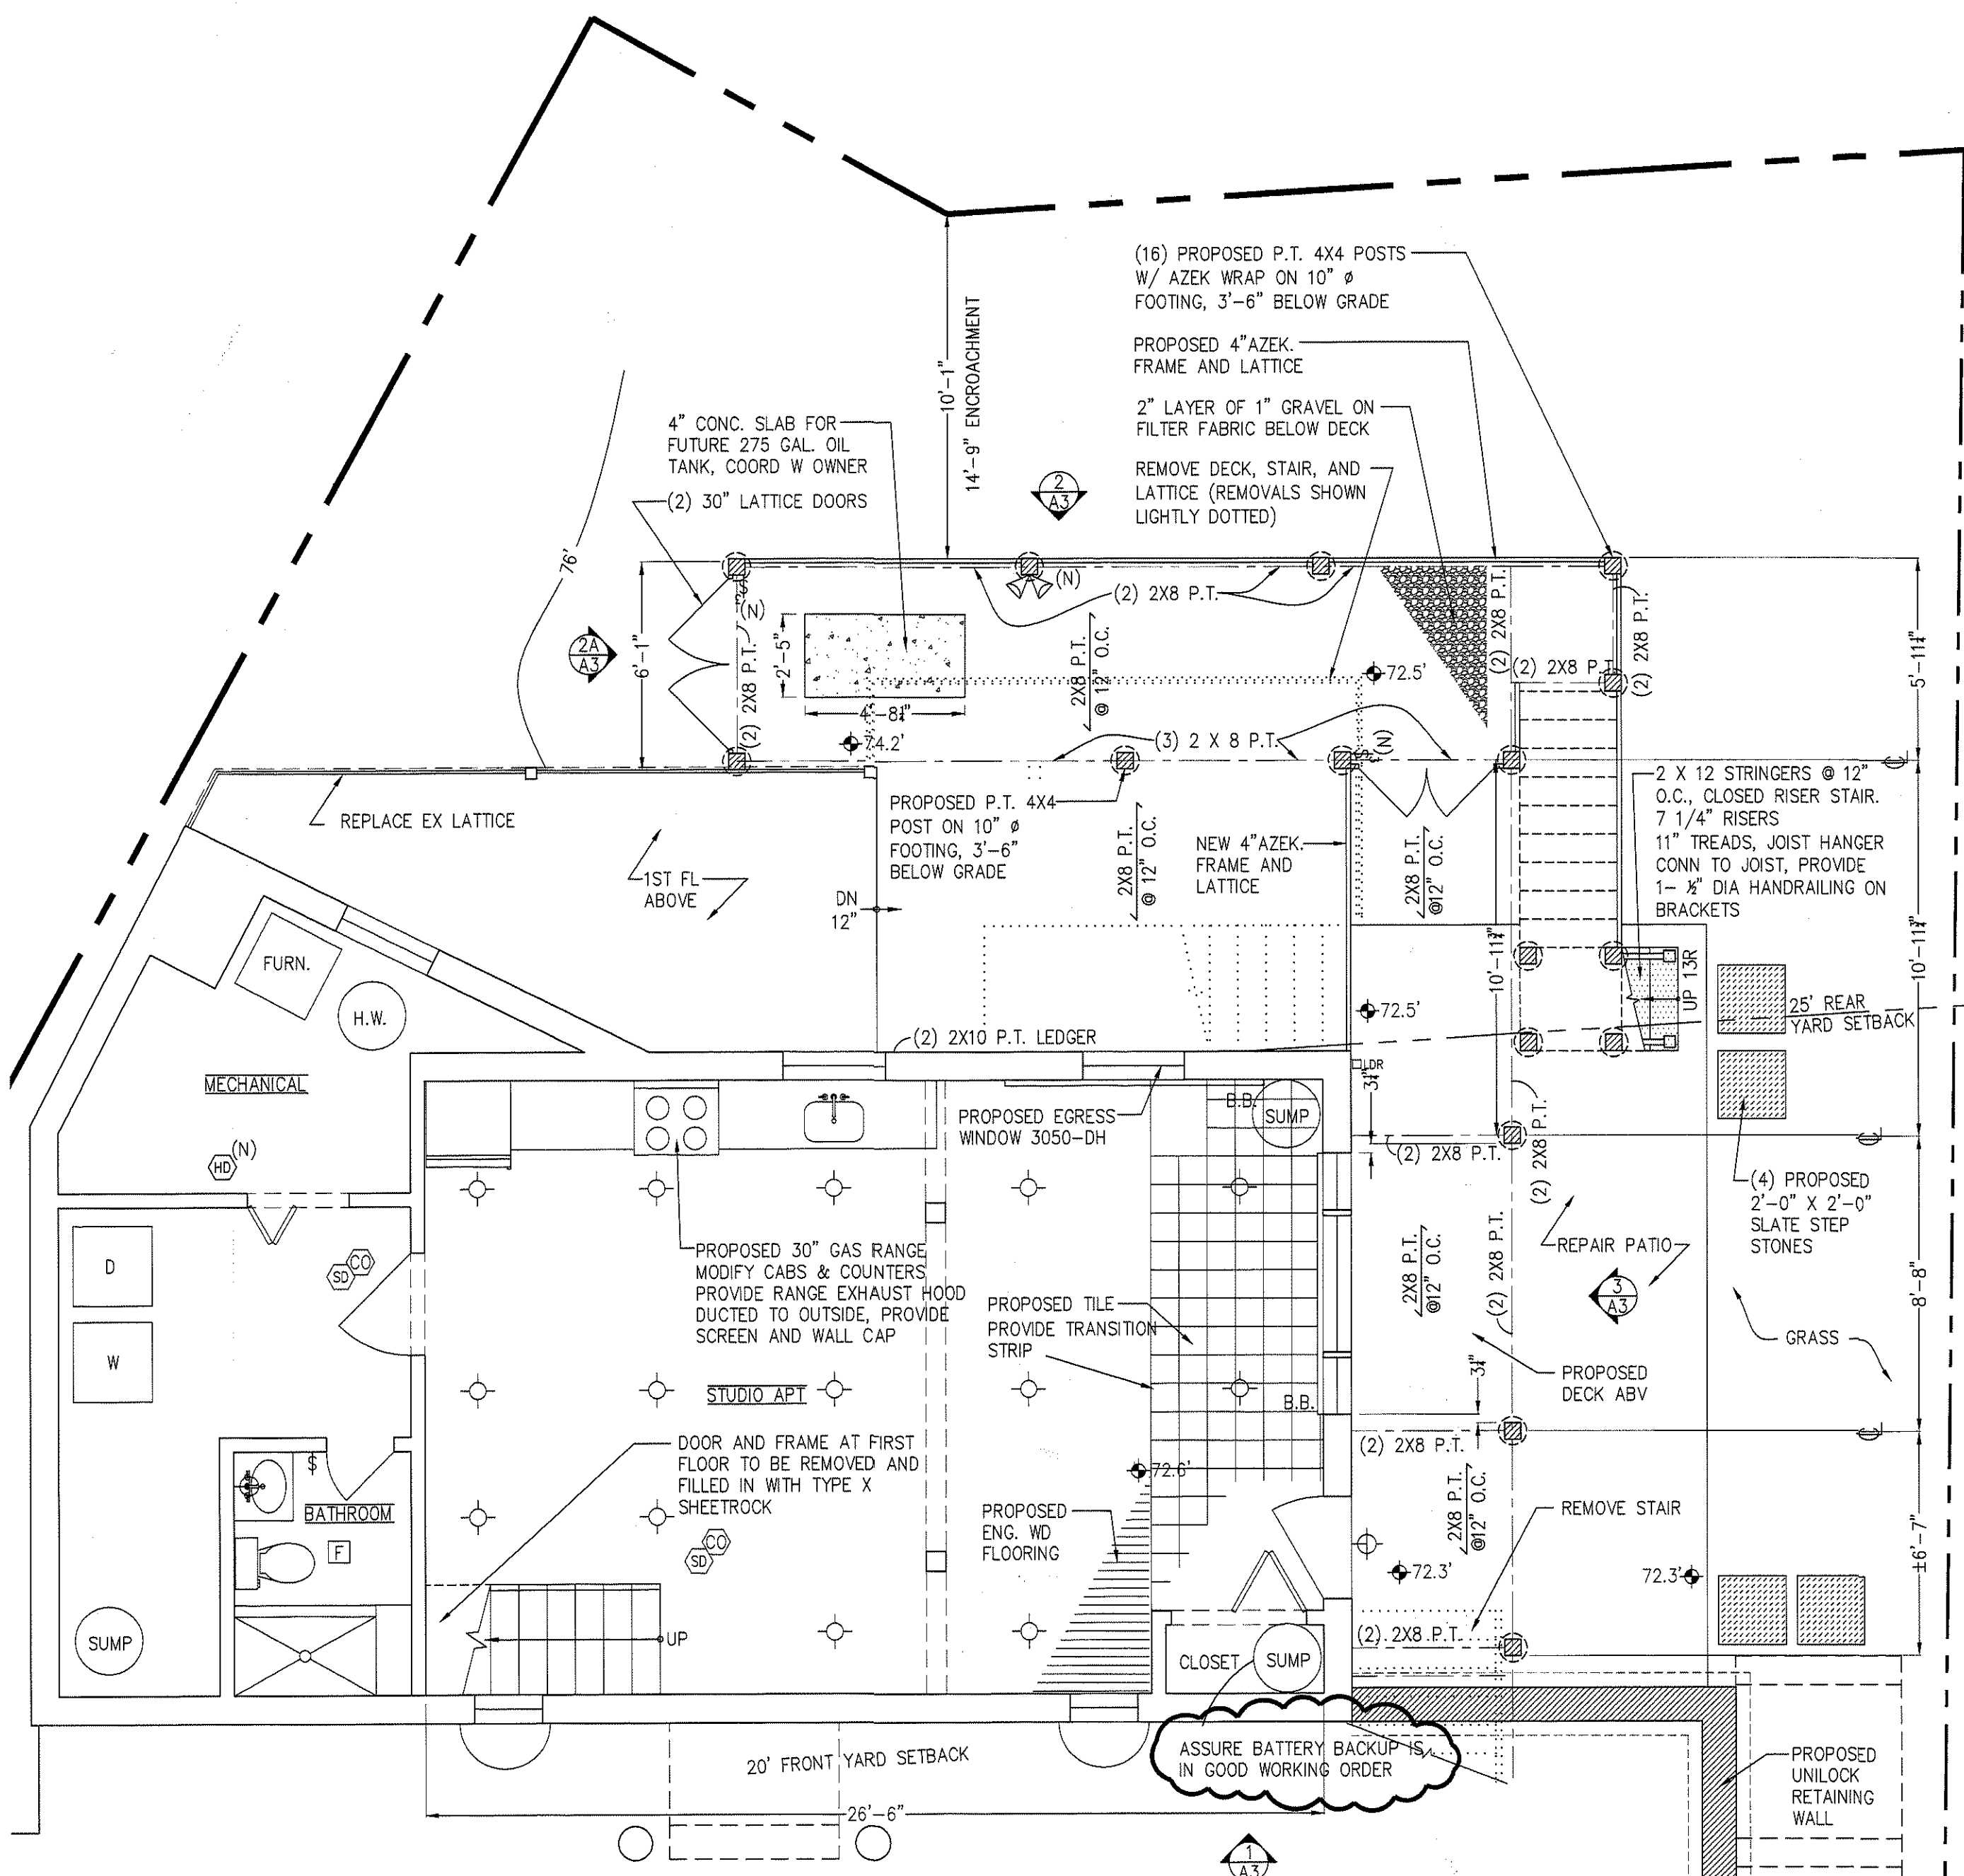 (16) PROPOSED P.T. 4X4 POSTS
W/ AZEK WRAP ON 10" ø
FOOTING, 3'-6" BELOW GRADE
PROPOSED 4"AZEK.
FRAME AND LATTICE
2" LAYER OF 1" GRAVEL ON
FILTER FABRIC BELOW DECK
REMOVE DECK, STAIR, AND
LATTICE (REMOVALS SHOWN
LIGHTLY DOTTED)
10'-1"
14'-9" ENCROACHMENT
4" CONC. SLAB FOR
FUTURE 275 GAL. OIL
TANK, COORD W OWNER
(2) 30" LATTICE DOORS
2
A3
76'
2A
A3
6'-1"
$
(N)
(2) 2X8 P.T.
2'-5"
4'-8¼"
74.2'
(N)
(2) 2X8 P.T.
2X8 P.T.
@ 12" O.C.
(2) 2X8 P.T.
(2) 2X8 P.T.
(2) 2X8 P.T
(2) 2X8 P.T.
72.5'
5'-11¼"
(3) 2 X 8 P.T.
(N)
REPLACE EX LATTICE
1ST FL
ABOVE
PROPOSED P.T. 4X4
POST ON 10" ø
FOOTING, 3'-6"
BELOW GRADE
DN
12"
2X8 P.T.
@ 12" O.C.
NEW 4"AZEK.
FRAME AND
LATTICE
2X8 P.T.
@12" O.C.
10'-11¾"
2 X 12 STRINGERS @ 12"
O.C., CLOSED RISER STAIR.
7 1/4" RISERS
11" TREADS, JOIST HANGER
CONN TO JOIST, PROVIDE
1- ½" DIA HANDRAILING ON
BRACKETS
UP 13R
10'-11¾"
25' REAR
YARD SETBACK
FURN.
H.W.
MECHANICAL
(2) 2X10 P.T. LEDGER
72.5'
LDR
3¼"
PROPOSED EGRESS
WINDOW 3050-DH
B.B.
SUMP
(2) 2X8 P.T.
(2) 2X8 P.T.
HD
(N)
(4) PROPOSED
2'-0" X 2'-0"
SLATE STEP
STONES
D
W
SD
CO
PROPOSED 30" GAS RANGE
MODIFY CABS & COUNTERS
PROVIDE RANGE EXHAUST HOOD
DUCTED TO OUTSIDE, PROVIDE
SCREEN AND WALL CAP
STUDIO APT
PROPOSED TILE
PROVIDE TRANSITION
STRIP
B.B.
2X8 P.T.
@12" O.C.
(2) 2X8 P.T.
REPAIR PATIO
3
A3
8'-8"
GRASS
3¼"
PROPOSED
DECK ABV
DOOR AND FRAME AT FIRST
FLOOR TO BE REMOVED AND
FILLED IN WITH TYPE X
SHEETROCK
72.6'
(2) 2X8 P.T.
2X8 P.T.
@12" O.C.
REMOVE STAIR
$
BATHROOM
F
SD
CO
PROPOSED
ENG. WD
FLOORING
72.3'
72.3'
±6'-7"
SUMP
UP
CLOSET
SUMP
(2) 2X8 P.T.
20' FRONT YARD SETBACK
ASSURE BATTERY BACKUP IS
IN GOOD WORKING ORDER
PROPOSED
UNILOCK
RETAINING
WALL
26'-6"
1
A3